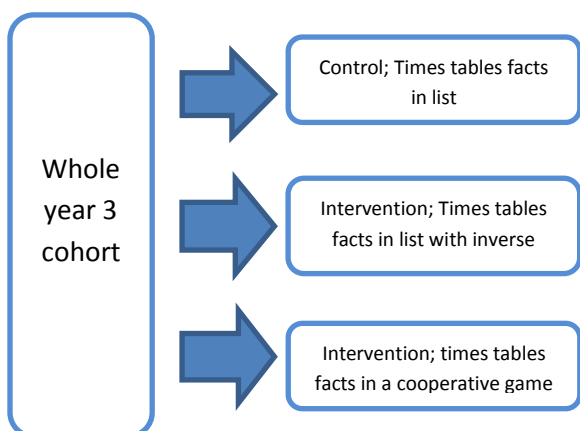 Whole
year 3
cohort
Control; Times tables facts
in list
Intervention; Times tables
facts in list with inverse
Intervention; times tables
facts in a cooperative game